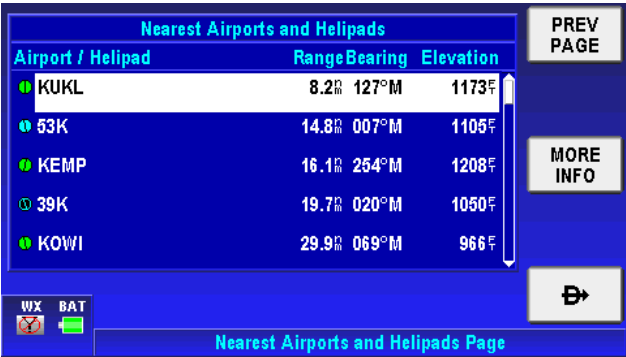 Nearest Airports and Helipads
PREV
PAGE
Airport / Helipad Range Bearing Elevation
KUKL 8.2nm 127°M 1173FT
53K 14.8nm 007°M 1105FT
KEMP 16.1nm 254°M 1208FT
MORE
INFO
39K 19.7nm 020°M 1050FT
KOWI 29.9nm 069°M 966FT
D
WX BAT
Nearest Airports and Helipads Page